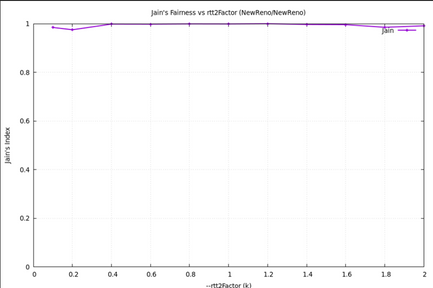 Jain's Fairness vs rtt2Factor (NewReno/NewReno)
Jain
1
0.8
0.6
0.4
0.2
0
Jain's Index
0 0.2 0.4 0.6 0.8 1 1.2 1.4 1.6 1.8 2
--rtt2Factor (k)